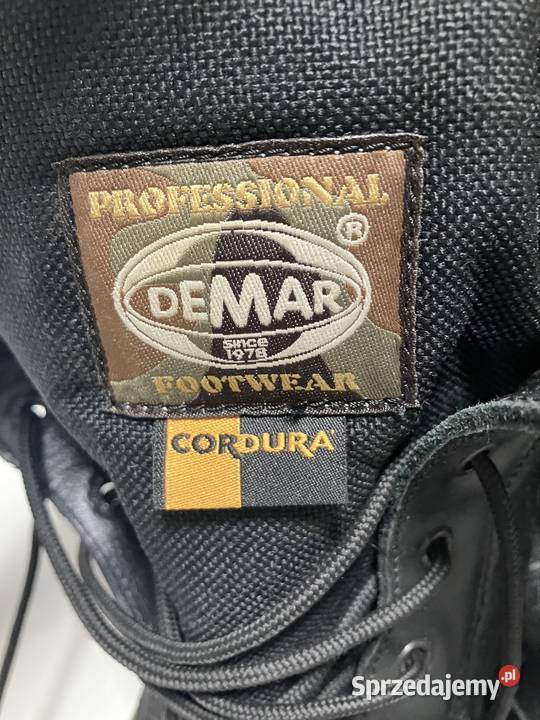 PROFESSIONAL
®
DEMAR
since
1978
FOOTWEAR
CORDURA
Sprzedajemy.pl